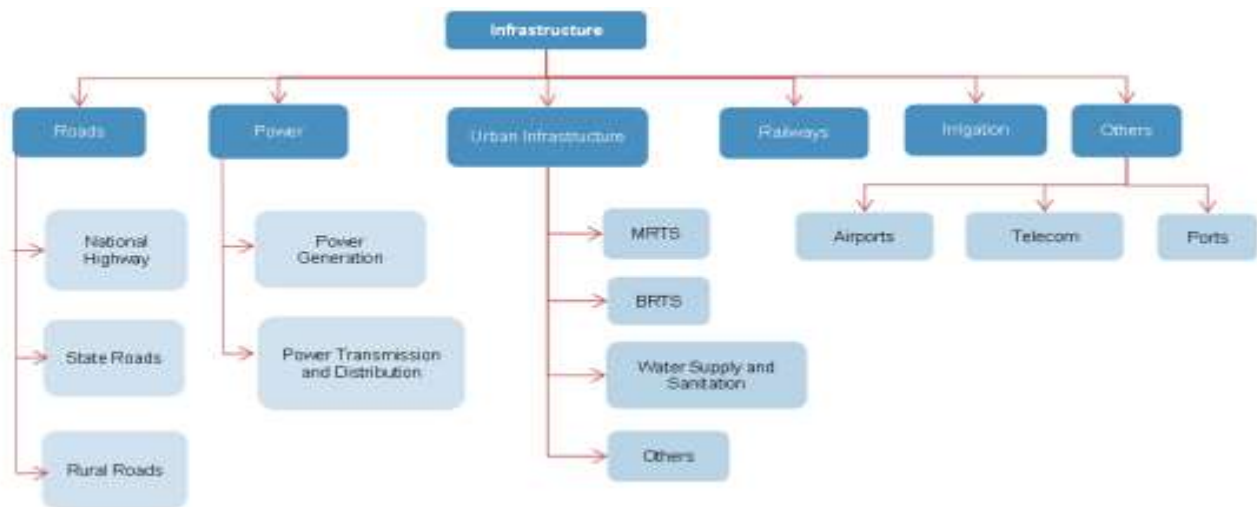 Infrastructure
Roads
Power
Urban Infrastructure
Railways
Irrigation
Others
National
Highway
State Roads
Rural Roads
Power
Generation
Power Transmission
and Distribution
MRTS
BRTS
Water Supply and
Sanitation
Others
Airports
Telecom
Ports